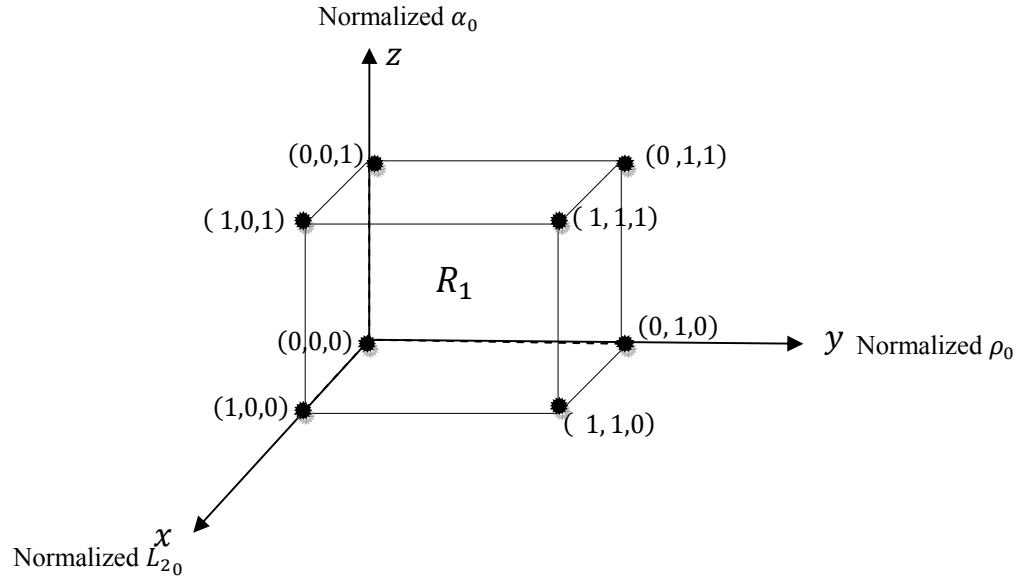 Normalized α₀
z
(0,0,1)
(0 ,1,1)
( 1,0,1)
( 1, 1,1)
R₁
(0,0,0)
(0, 1,0)
y Normalized ρ₀
(1,0,0)
( 1, 1,0)
x
Normalized L₂₀